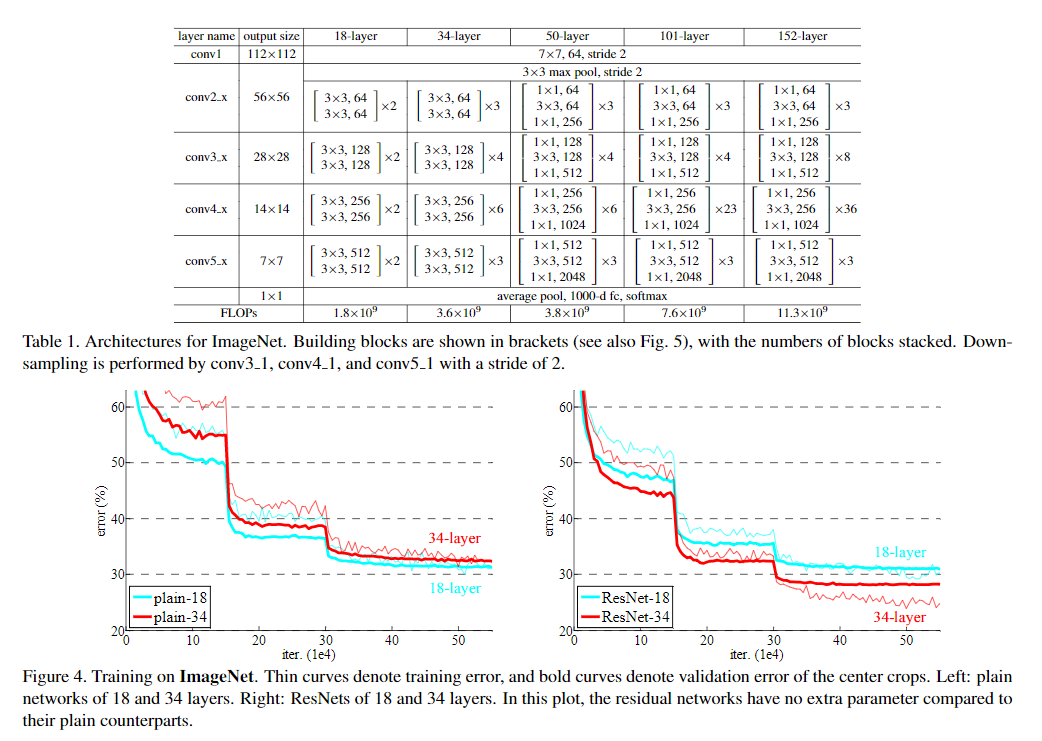 layer name output size 18-layer 34-layer 50-layer 101-layer 152-layer
conv1 112×112 7×7, 64, stride 2
3×3 max pool, stride 2
conv2_x 56×56 [3×3, 64 3×3, 64]×2 [3×3, 64 3×3, 64]×3 [1×1, 64 3×3, 64 1×1, 256]×3 [1×1, 64 3×3, 64 1×1, 256]×3 [1×1, 64 3×3, 64 1×1, 256]×3
conv3_x 28×28 [3×3, 128 3×3, 128]×2 [3×3, 128 3×3, 128]×4 [1×1, 128 3×3, 128 1×1, 512]×4 [1×1, 128 3×3, 128 1×1, 512]×4 [1×1, 128 3×3, 128 1×1, 512]×8
conv4_x 14×14 [3×3, 256 3×3, 256]×2 [3×3, 256 3×3, 256]×6 [1×1, 256 3×3, 256 1×1, 1024]×6 [1×1, 256 3×3, 256 1×1, 1024]×23 [1×1, 256 3×3, 256 1×1, 1024]×36
conv5_x 7×7 [3×3, 512 3×3, 512]×2 [3×3, 512 3×3, 512]×3 [1×1, 512 3×3, 512 1×1, 2048]×3 [1×1, 512 3×3, 512 1×1, 2048]×3 [1×1, 512 3×3, 512 1×1, 2048]×3
1×1 average pool, 1000-d fc, softmax
FLOPs 1.8×10⁹ 3.6×10⁹ 3.8×10⁹ 7.6×10⁹ 11.3×10⁹
Table 1. Architectures for ImageNet. Building blocks are shown in brackets (see also Fig. 5), with the numbers of blocks stacked. Down-
sampling is performed by conv3_1, conv4_1, and conv5_1 with a stride of 2.
60
50
40
30
20
error (%)
34-layer
18-layer
plain-18
plain-34
0 10 20 30 40 50
iter. (1e4)
60
50
40
30
20
error (%)
18-layer
34-layer
ResNet-18
ResNet-34
0 10 20 30 40 50
iter. (1e4)
Figure 4. Training on ImageNet. Thin curves denote training error, and bold curves denote validation error of the center crops. Left: plain
networks of 18 and 34 layers. Right: ResNets of 18 and 34 layers. In this plot, the residual networks have no extra parameter compared to
their plain counterparts.